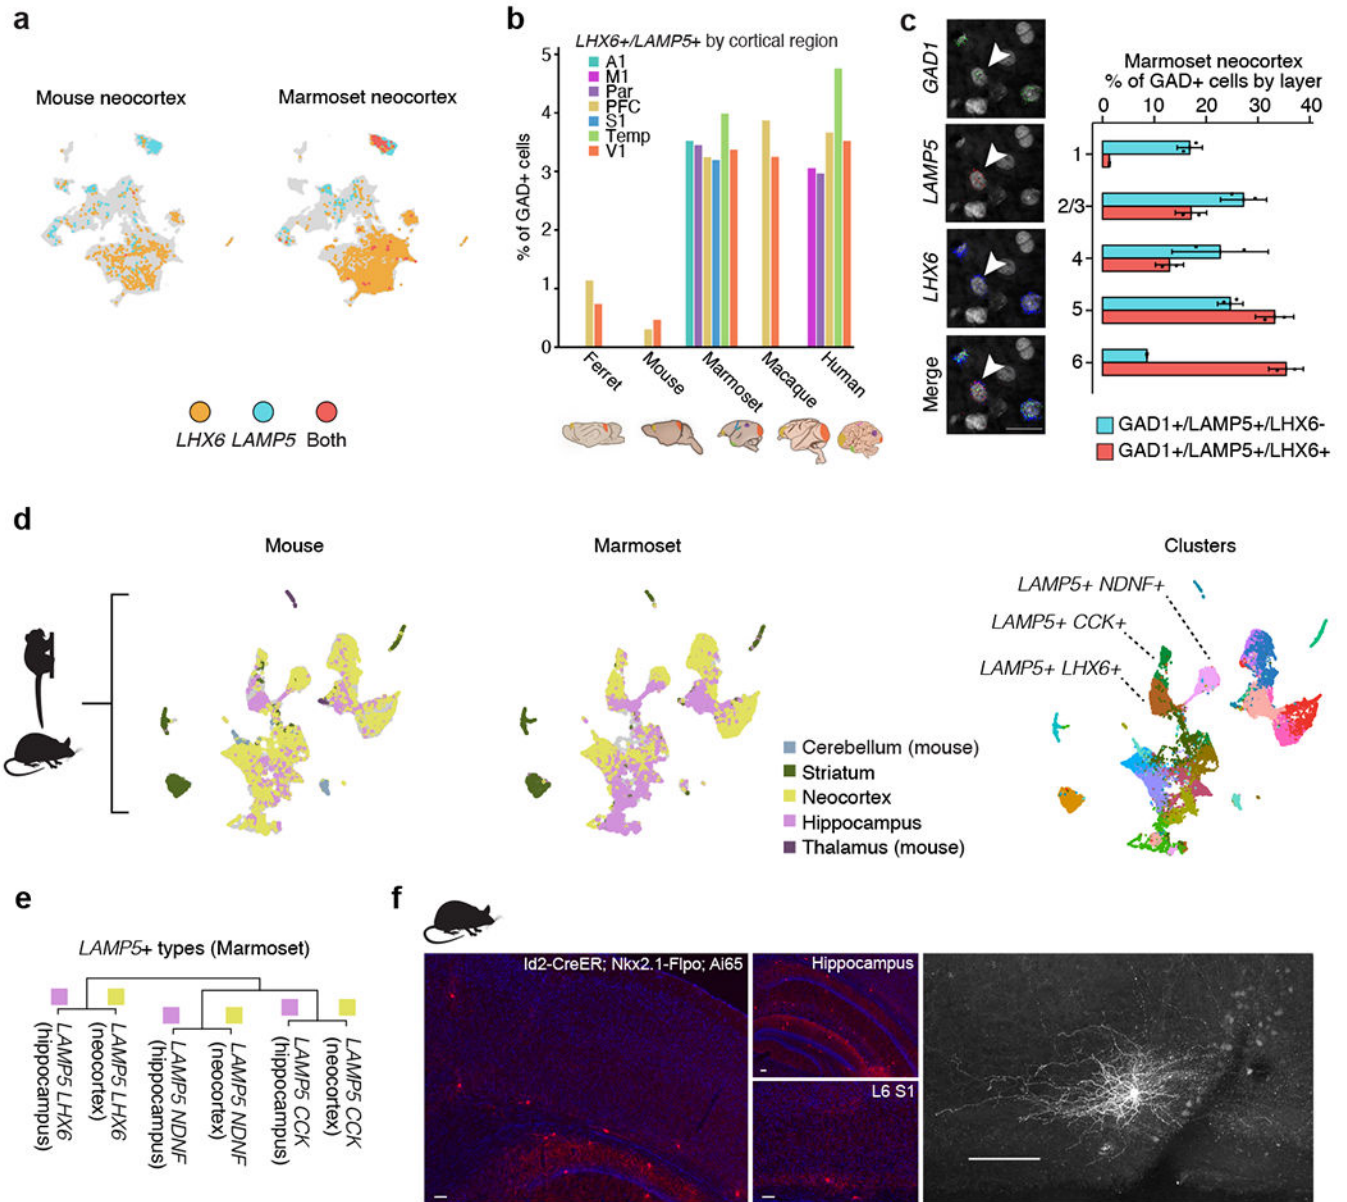 a
Mouse neocortex
Marmoset neocortex
LHX6 LAMP5 Both
b
LHX6+/LAMP5+ by cortical region
A1
M1
Par
PFC
S1
Temp
V1
% of GAD+ cells
5
4
3
2
1
0
Ferret
Mouse
Marmoset
Macaque
Human
c
GAD1
LAMP5
LHX6
Merge
Marmoset neocortex
% of GAD+ cells by layer
0 10 20 30 40
1
2/3
4
5
6
GAD1+/LAMP5+/LHX6-
GAD1+/LAMP5+/LHX6+
d
Mouse
Marmoset
Clusters
LAMP5+ NDNF+
LAMP5+ CCK+
LAMP5+ LHX6+
Cerebellum (mouse)
Striatum
Neocortex
Hippocampus
Thalamus (mouse)
e
LAMP5+ types (Marmoset)
LAMP5 LHX6
(hippocampus)
LAMP5 LHX6
(neocortex)
LAMP5 NDNF
(hippocampus)
LAMP5 NDNF
(neocortex)
LAMP5 CCK
(hippocampus)
LAMP5 CCK
(neocortex)
f
Id2-CreER; Nkx2.1-Flpo; Ai65
Hippocampus
L6 S1